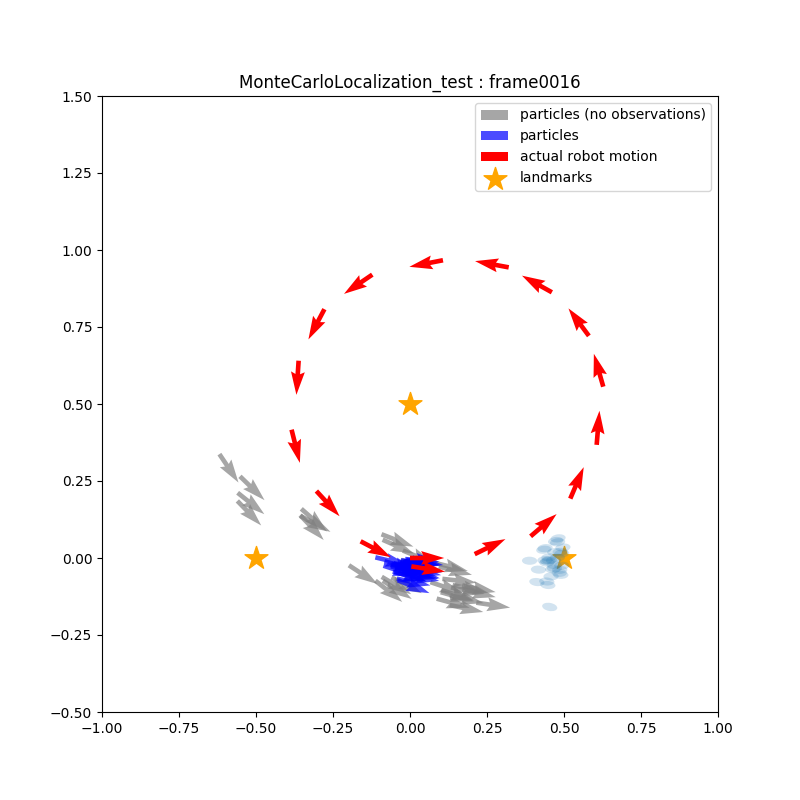 MonteCarloLocalization_test : frame0016
particles (no observations)
particles
actual robot motion
landmarks
1.50
1.25
1.00
0.75
0.50
0.25
0.00
−0.25
−0.50
−1.00 −0.75 −0.50 −0.25 0.00 0.25 0.50 0.75 1.00